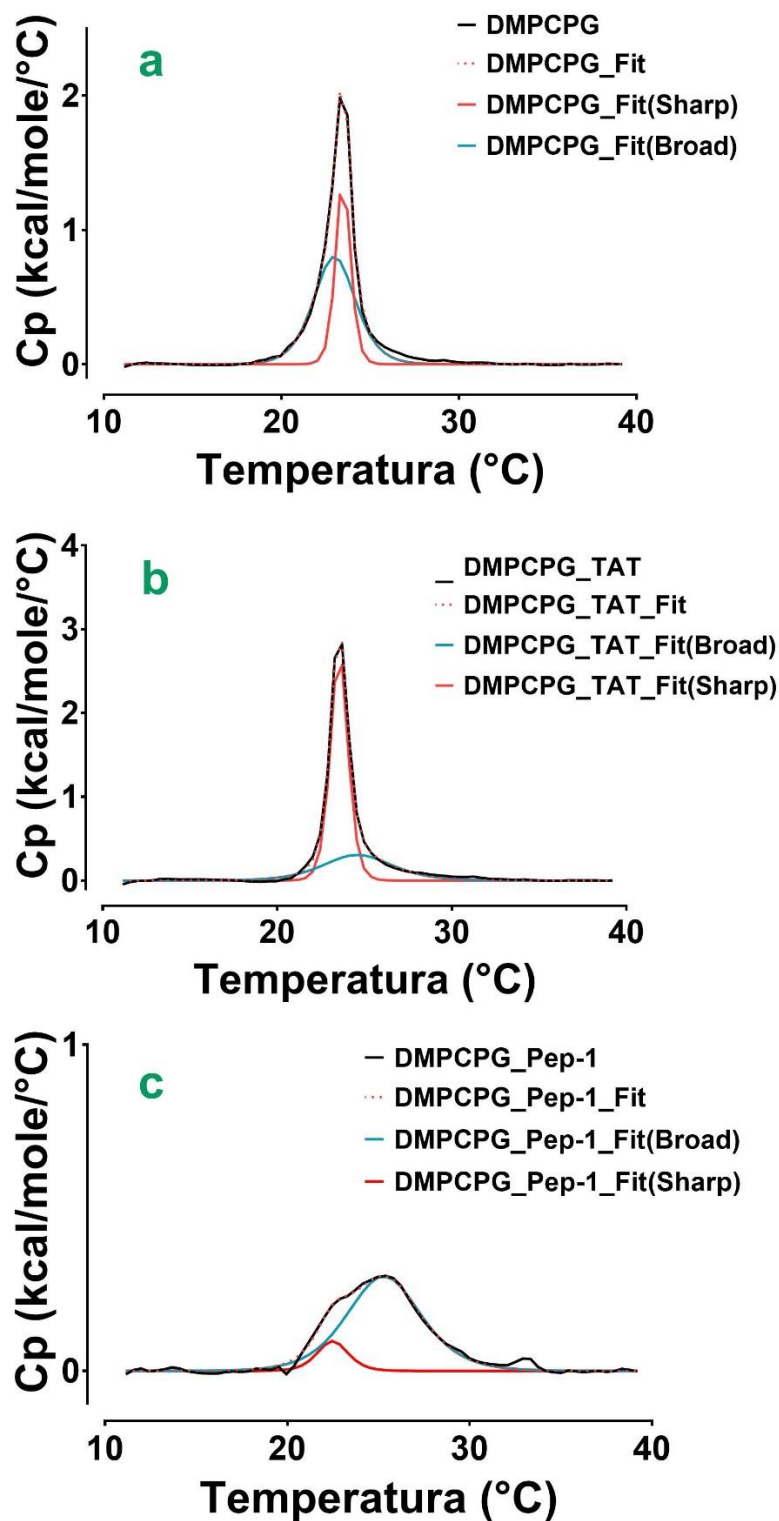 a
DMPCPG
DMPCPG_Fit
DMPCPG_Fit(Sharp)
DMPCPG_Fit(Broad)
Cp (kcal/mole/°C)
2
1
0
10 20 30 40
Temperatura (°C)
b
DMPCPG_TAT
DMPCPG_TAT_Fit
DMPCPG_TAT_Fit(Broad)
DMPCPG_TAT_Fit(Sharp)
Cp (kcal/mole/°C)
4
3
2
1
0
10 20 30 40
Temperatura (°C)
c
DMPCPG_Pep-1
DMPCPG_Pep-1_Fit
DMPCPG_Pep-1_Fit(Broad)
DMPCPG_Pep-1_Fit(Sharp)
Cp (kcal/mole/°C)
1
0
10 20 30 40
Temperatura (°C)